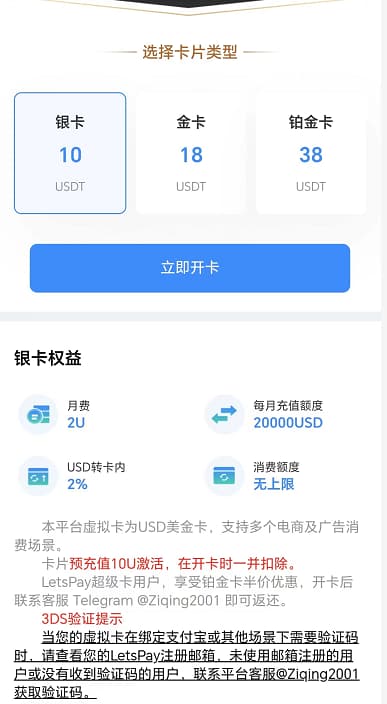 选择卡片类型
银卡 金卡 铂金卡
10 18 38
USDT USDT USDT
立即开卡
银卡权益
月费 每月充值额度
2U 20000USD
USD转卡内 消费额度
2% 无上限
本平台虚拟卡为USD美金卡，支持多个电商及广告消
费场景。
卡片预充值10U激活，在开卡时一并扣除。
LetsPay超级卡用户，享受铂金卡半价优惠，开卡后
联系客服 Telegram @Ziqing2001 即可返还。
3DS验证提示
当您的虚拟卡在绑定支付宝或其他场景下需要验证码
时，请查看您的LetsPay注册邮箱，未使用邮箱注册的用
户或没有收到验证码的用户，联系平台客服@Ziqing2001
获取验证码。